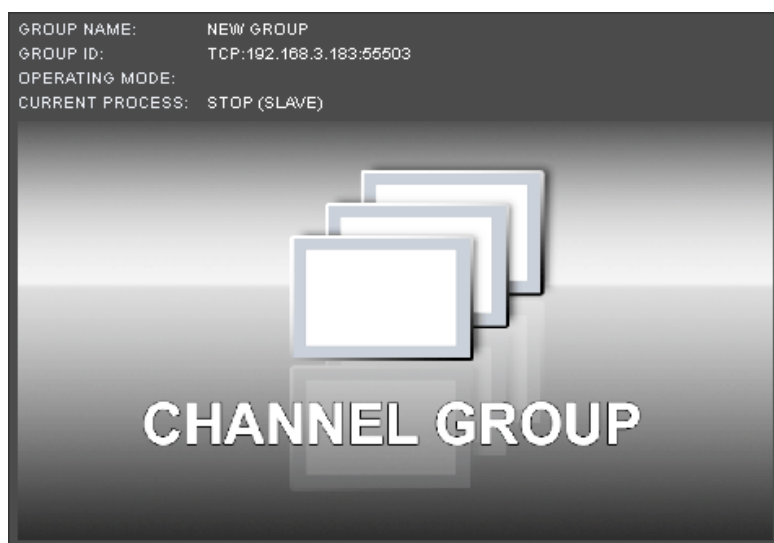 GROUP NAME: NEW GROUP
GROUP ID: TCP:192.168.3.183:55503
OPERATING MODE:
CURRENT PROCESS: STOP (SLAVE)
CHANNEL GROUP